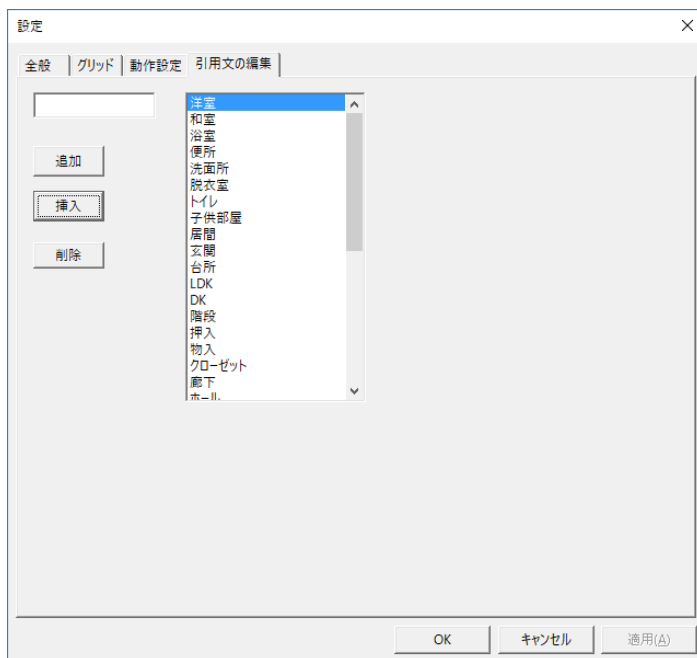 設定
全般
グリッド
動作設定
引用文の編集
追加
挿入
削除
洋室
和室
浴室
便所
洗面所
脱衣室
トイレ
子供部屋
居間
玄関
台所
LDK
DK
階段
押入
物入
クローゼット
廊下
ホール
OK
キャンセル
適用(A)